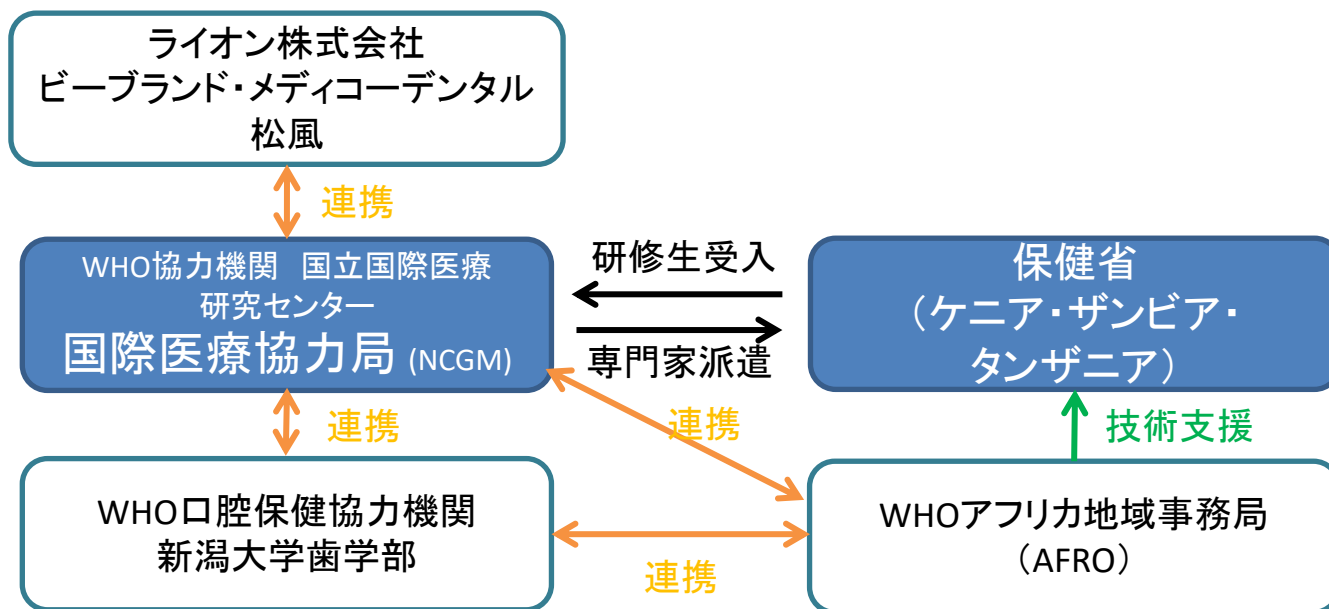 ライオン株式会社
ビーブランド・メディコーデンタル
松風
連携
WHO協力機関　国立国際医療
研究センター
国際医療協力局 (NCGM)
研修生受入
専門家派遣
保健省
（ケニア・ザンビア・
タンザニア）
連携
連携
技術支援
WHO口腔保健協力機関
新潟大学歯学部
連携
WHOアフリカ地域事務局
（AFRO）